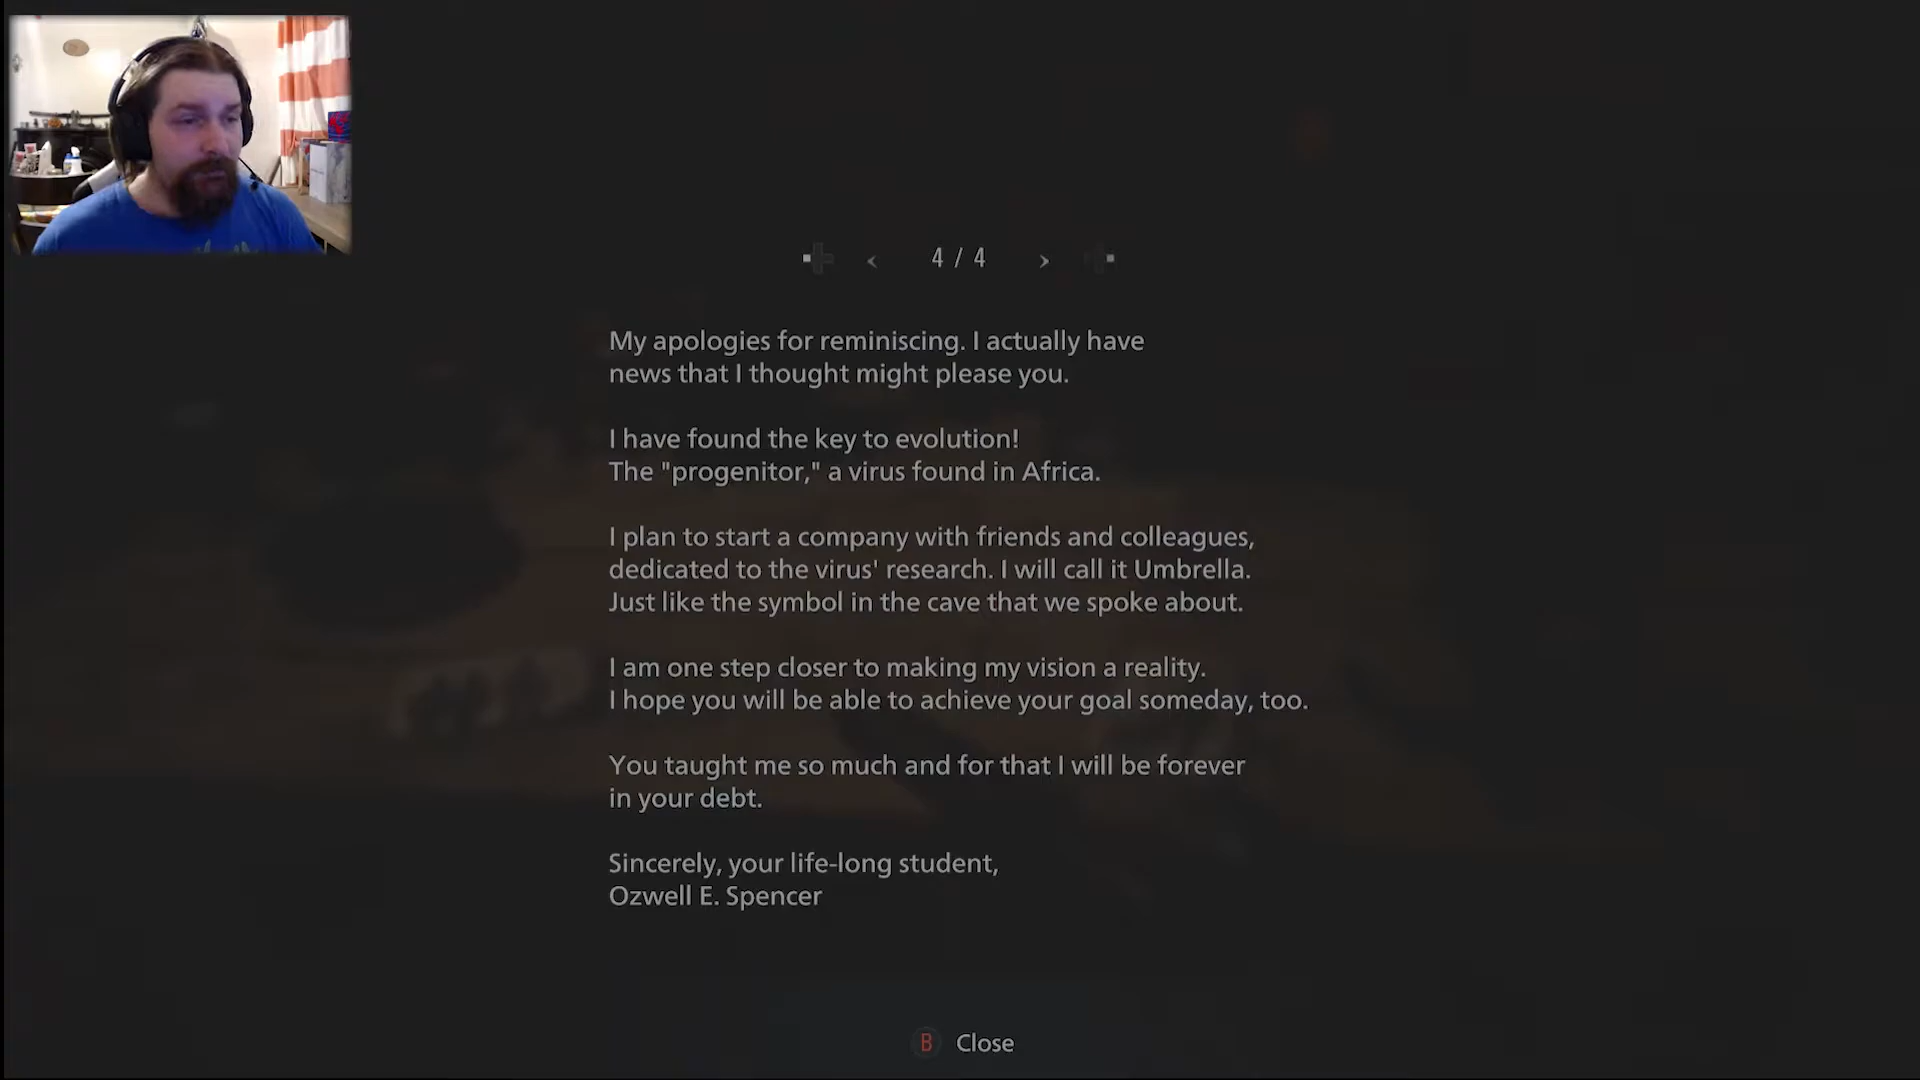 4 / 4
My apologies for reminiscing. I actually have
news that I thought might please you.
I have found the key to evolution!
The "progenitor," a virus found in Africa.
I plan to start a company with friends and colleagues,
dedicated to the virus' research. I will call it Umbrella.
Just like the symbol in the cave that we spoke about.
I am one step closer to making my vision a reality.
I hope you will be able to achieve your goal someday, too.
You taught me so much and for that I will be forever
in your debt.
Sincerely, your life-long student,
Ozwell E. Spencer
B Close